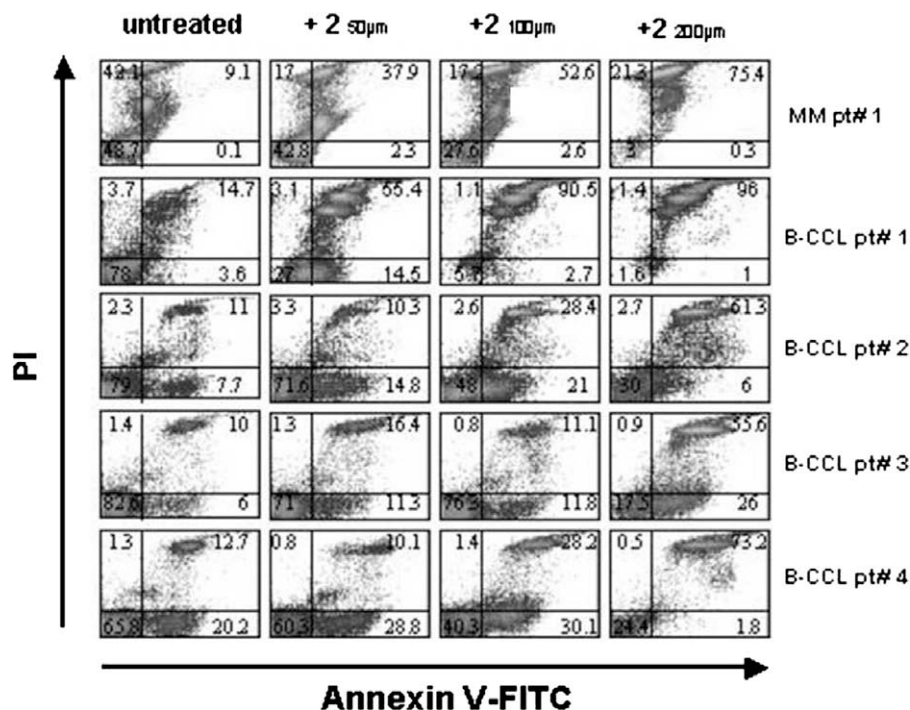 untreated + 2 50µm +2 100µm +2 200µm
42.1 9.1 17 37.9 17.2 52.6 21.3 75.4
MM pt# 1
48.7 0.1 42.8 2.3 27.6 2.6 3 0.3
3.7 14.7 3.1 55.4 1.1 90.5 1.4 96
B-CCL pt# 1
78 3.6 27 14.5 2.7 1.6 1
2.3 11 3.3 10.3 2.6 28.4 2.7 61.3
B-CCL pt# 2
79 7.7 71.6 14.8 48 21 30 6
1.4 10 1.3 16.4 0.8 11.1 0.9 55.6
B-CCL pt# 3
82.6 6 71 11.3 76.3 11.8 17.5 26
1.3 12.7 0.8 10.1 1.4 28.2 0.5 73.2
B-CCL pt# 4
65.8 20.2 60.3 28.8 40.3 30.1 24.4 1.8
PI
Annexin V-FITC